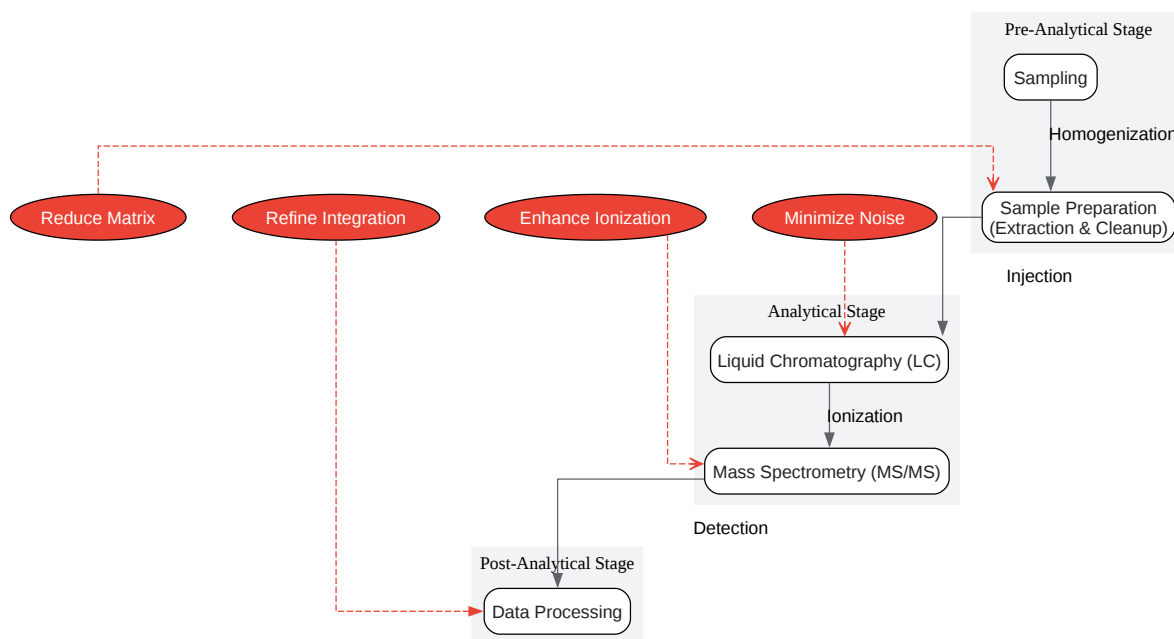 Pre-Analytical Stage
Sampling
Homogenization
Reduce Matrix
Refine Integration
Enhance Ionization
Minimize Noise
Sample Preparation
(Extraction & Cleanup)
Injection
Analytical Stage
Liquid Chromatography (LC)
Ionization
Mass Spectrometry (MS/MS)
Detection
Post-Analytical Stage
Data Processing